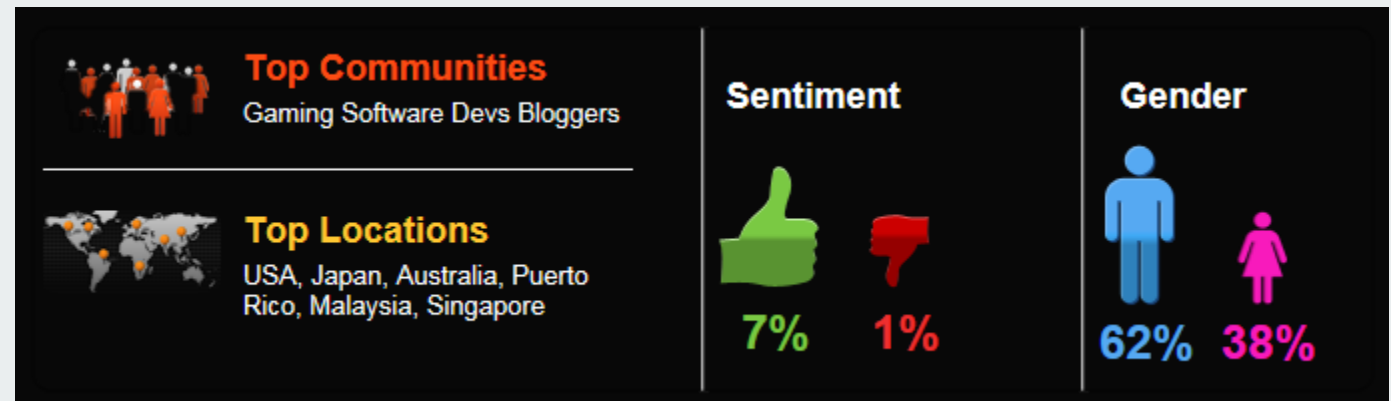 Top Communities
Gaming Software Devs Bloggers
Top Locations
USA, Japan, Australia, Puerto
Rico, Malaysia, Singapore
Sentiment
7% 1%
Gender
62% 38%